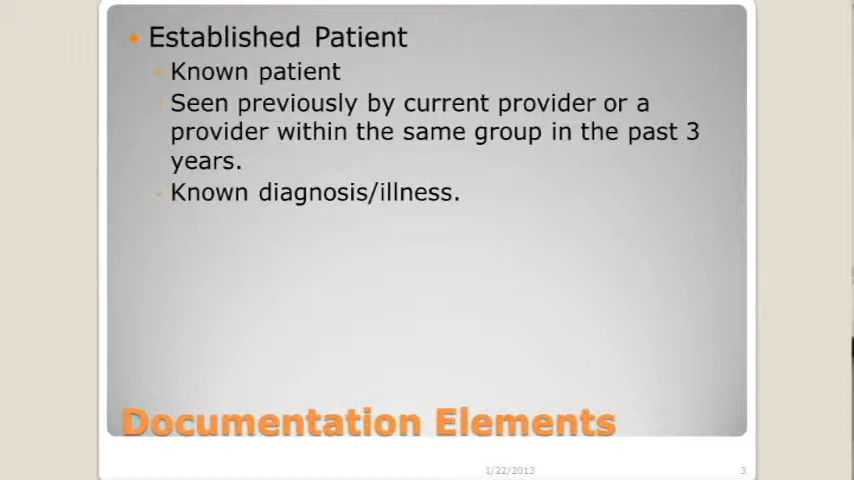 Established Patient
Known patient
Seen previously by current provider or a
provider within the same group in the past 3
years.
Known diagnosis/illness.
Documentation Elements
1/22/2013
3